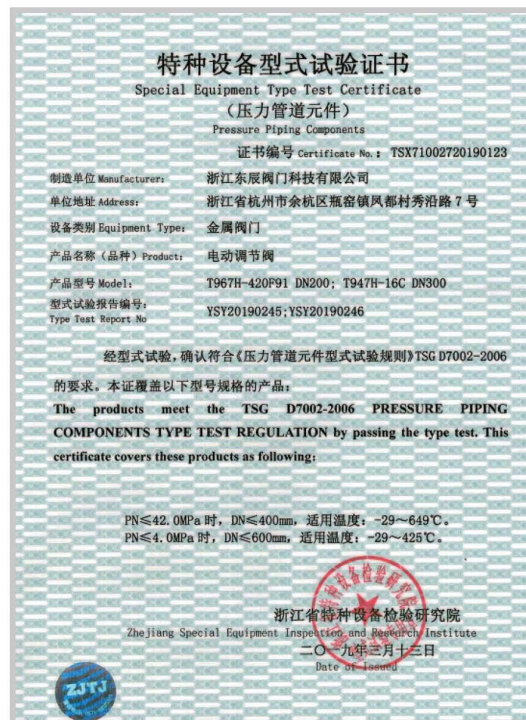 特种设备型式试验证书
Special Equipment Type Test Certificate
（压力管道元件）
Pressure Piping Components
证书编号 Certificate No.：TSX71002720190123
制造单位 Manufacturer: 浙江东辰阀门科技有限公司
单位地址 Address: 浙江省杭州市余杭区瓶窑镇凤都村秀沿路 7 号
设备类别 Equipment Type: 金属阀门
产品名称（品种）Product: 电动调节阀
产品型号 Model: T967H-420F91 DN200; T947H-16C DN300
型式试验报告编号:
Type Test Report No YSY20190245;YSY20190246
经型式试验，确认符合《压力管道元件型式试验规则》TSG D7002-2006
的要求。本证覆盖以下型号规格的产品：
The products meet the TSG D7002-2006 PRESSURE PIPING
COMPONENTS TYPE TEST REGULATION by passing the type test. This
certificate covers these products as following:
PN≤42.0MPa 时，DN≤400mm，适用温度：-29～649℃。
PN≤4.0MPa 时，DN≤600mm，适用温度：-29～425℃。
浙江省特种设备检验研究院
Zhejiang Special Equipment Inspection and Research Institute
二〇一九年三月十三日
Date of Issued
ZJTJ